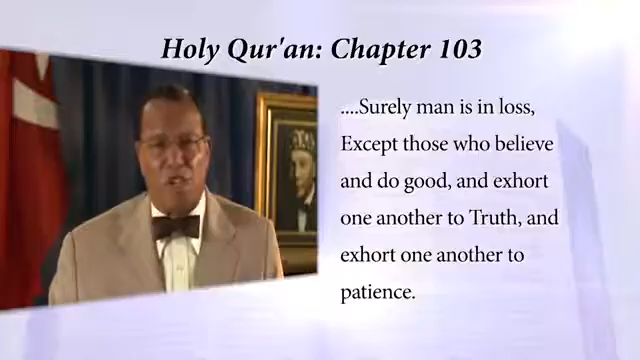 Holy Qur'an: Chapter 103
....Surely man is in loss,
Except those who believe
and do good, and exhort
one another to Truth, and
exhort one another to
patience.